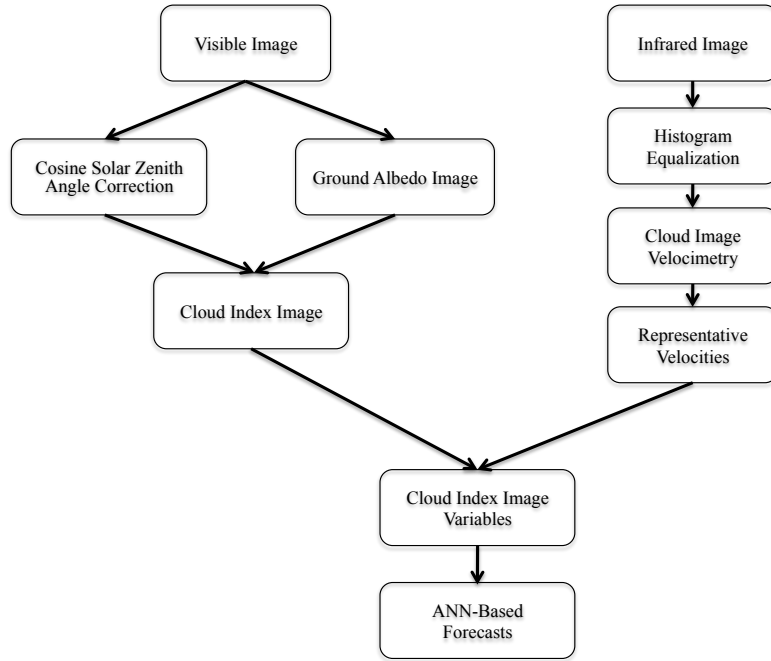 Visible Image
Infrared Image
Histogram
Equalization
Cosine Solar Zenith
Angle Correction
Ground Albedo Image
Cloud Image
Velocimetry
Cloud Index Image
Representative
Velocities
Cloud Index Image
Variables
ANN-Based
Forecasts